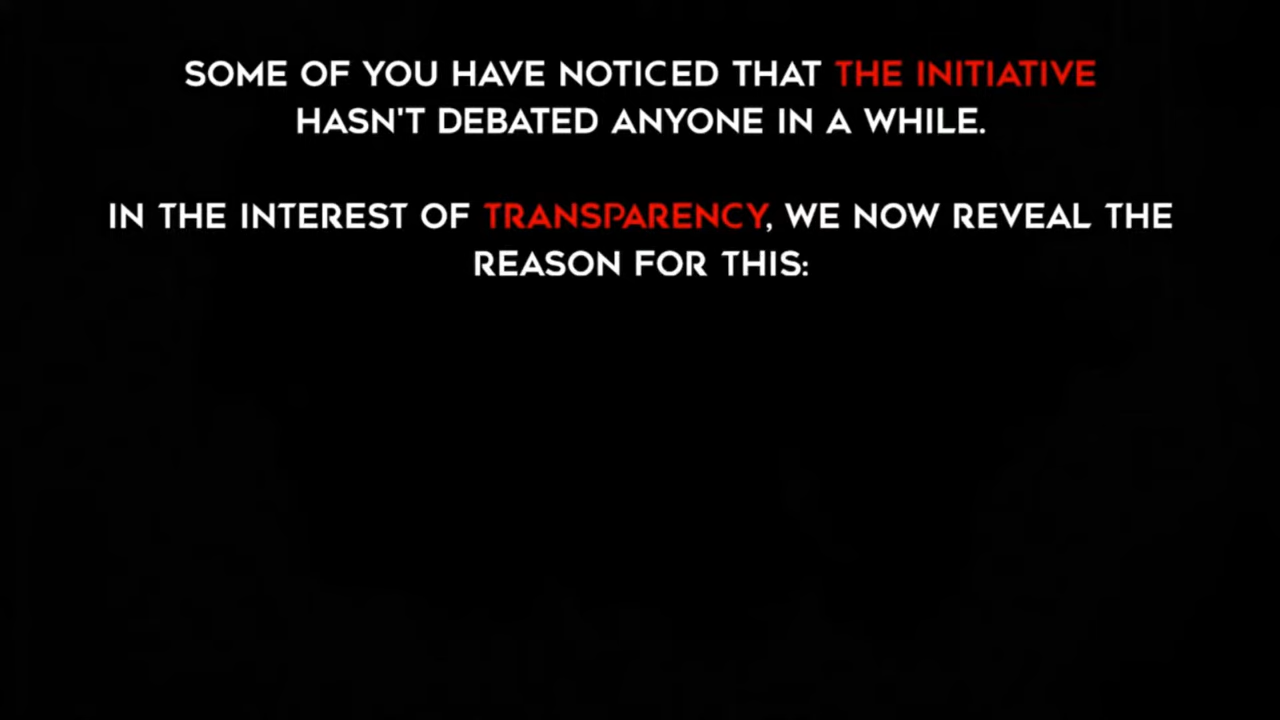 SOME OF YOU HAVE NOTICED THAT THE INITIATIVE
HASN'T DEBATED ANYONE IN A WHILE.
IN THE INTEREST OF TRANSPARENCY, WE NOW REVEAL THE
REASON FOR THIS: